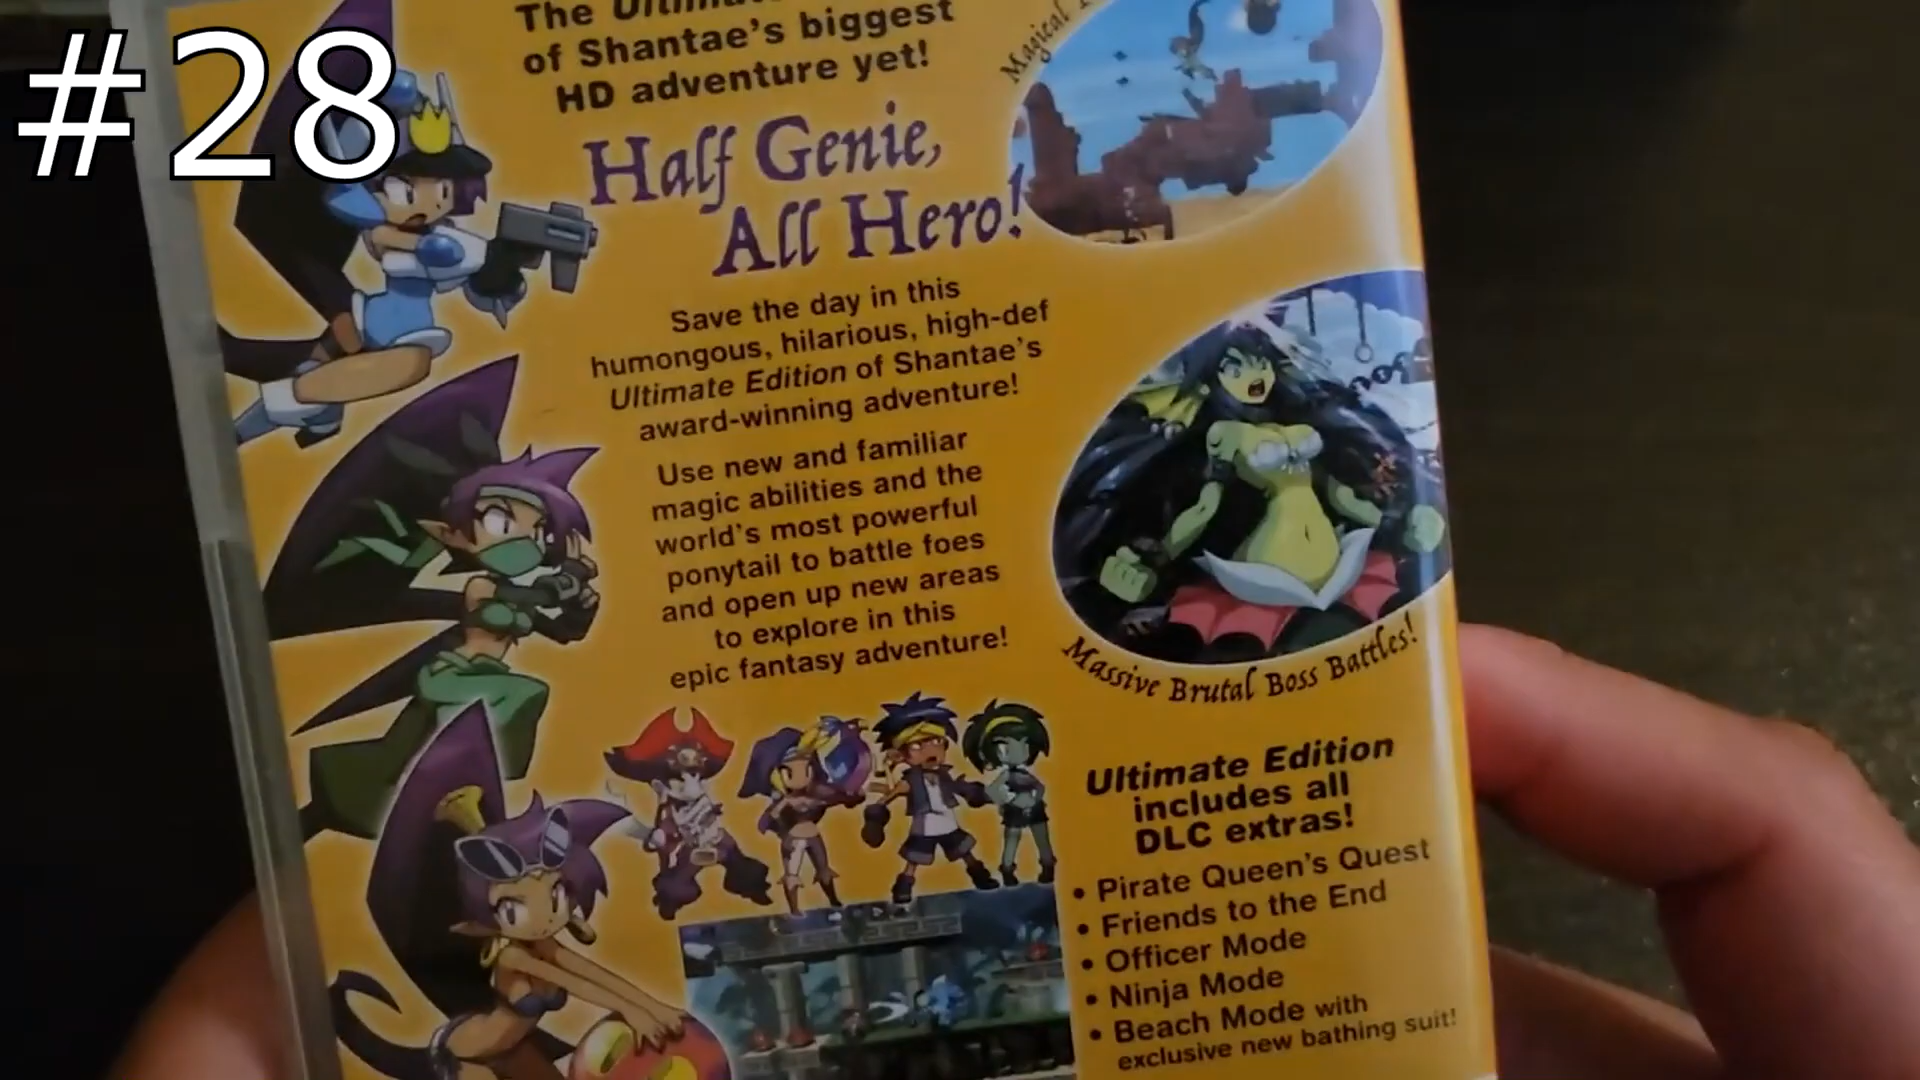 #28
The
of Shantae's biggest
HD adventure yet!
Half Genie,
All Hero!
Magical
Save the day in this
humongous, hilarious, high-def
Ultimate Edition of Shantae's
award-winning adventure!
Use new and familiar
magic abilities and the
world's most powerful
ponytail to battle foes
and open up new areas
to explore in this
epic fantasy adventure!
Massive Brutal Boss Battles!
Ultimate Edition
includes all
DLC extras!
• Pirate Queen's Quest
• Friends to the End
• Officer Mode
• Ninja Mode
• Beach Mode with
exclusive new bathing suit!